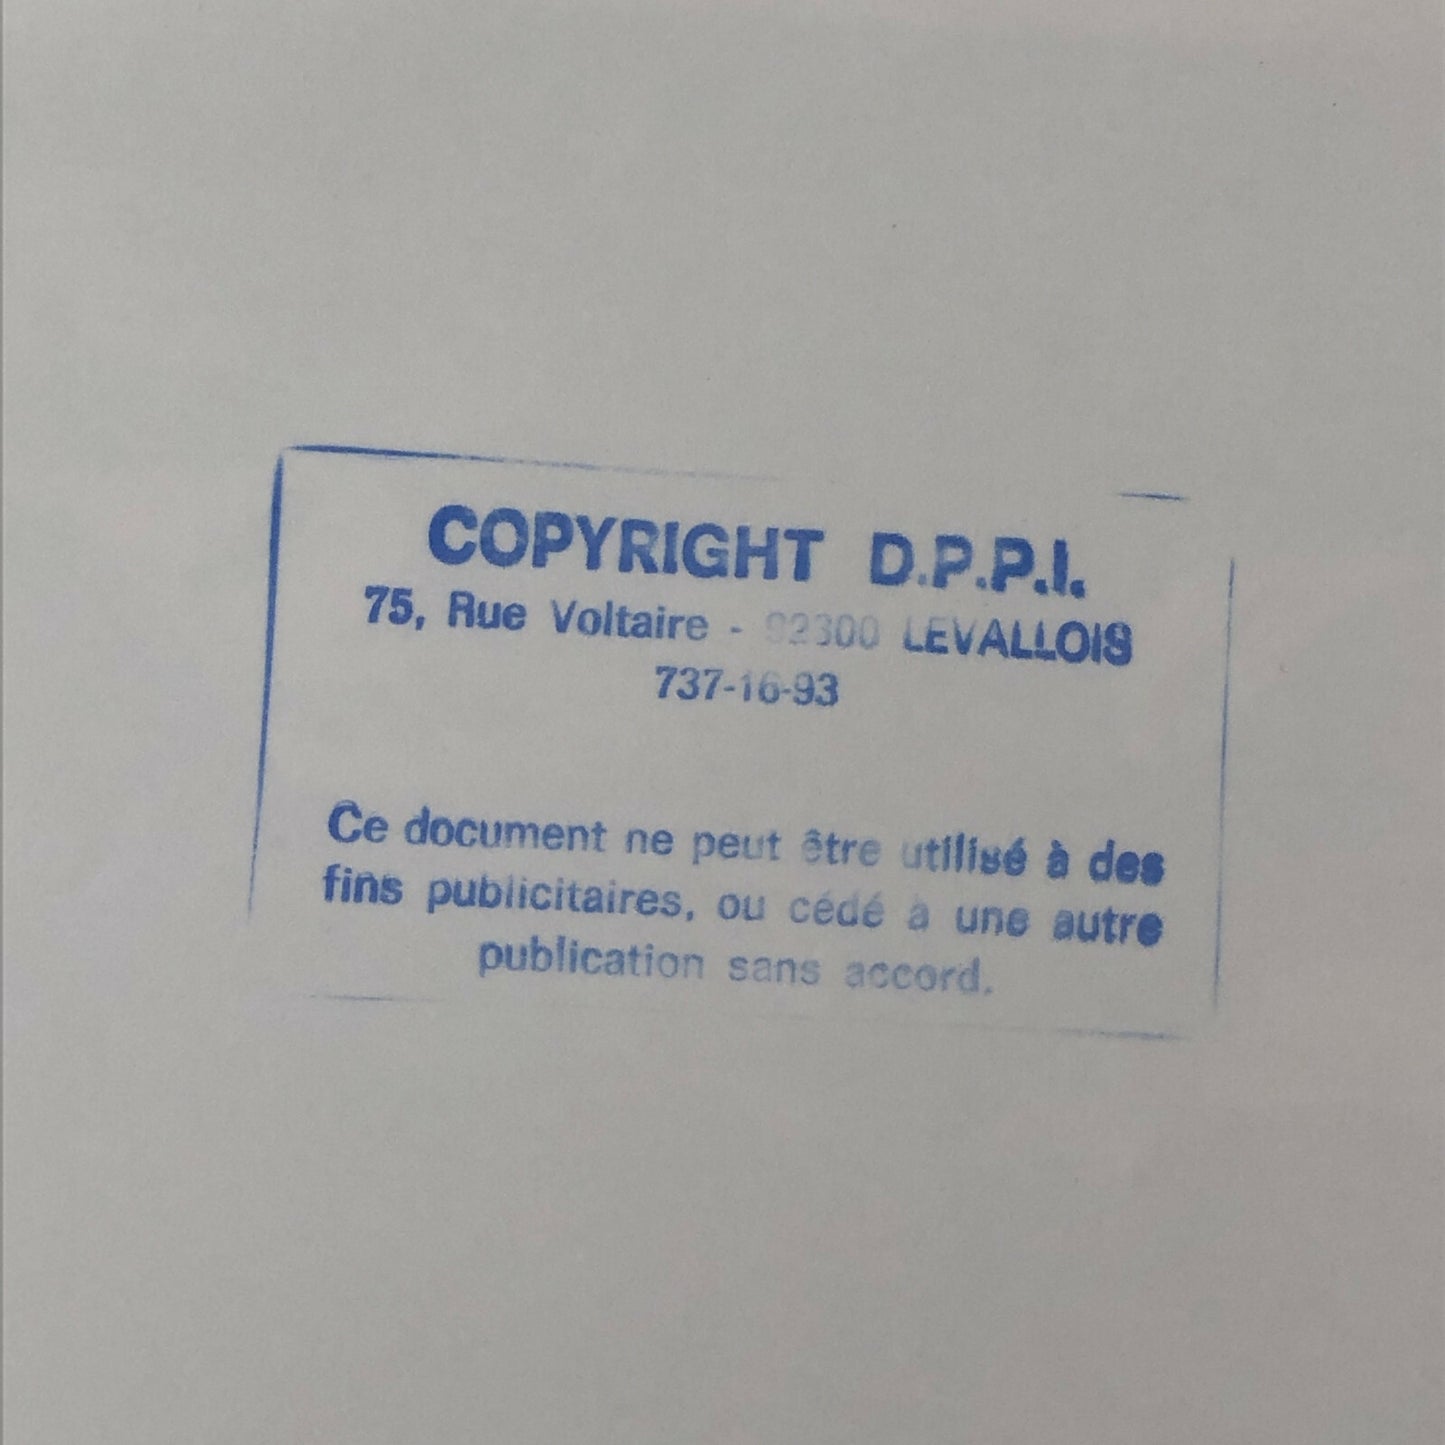 COPYRIGHT D.P.P.I.
75, Rue Voltaire - 92300 LEVALLOIS
737-16-93
Ce document ne peut être utilisé à des
fins publicitaires, ou cédé à une autre
publication sans accord.